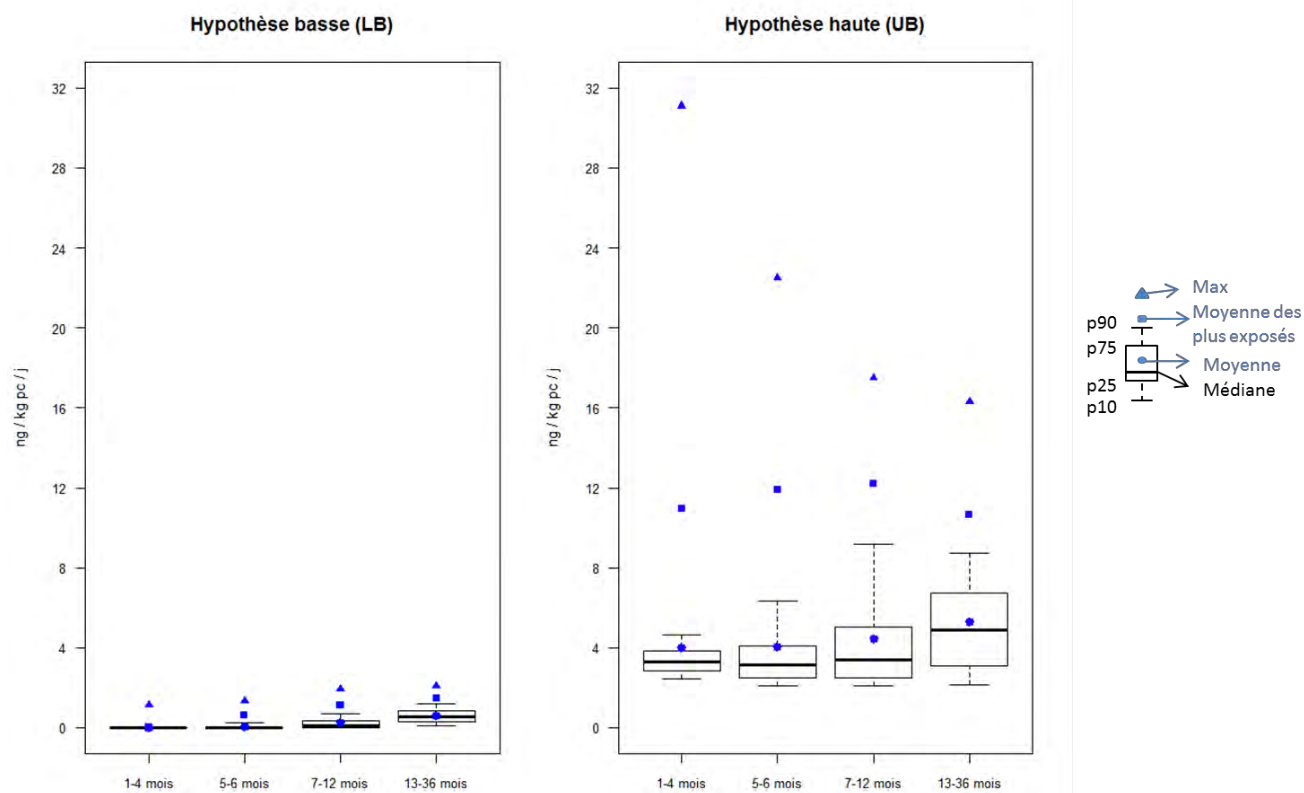 Hypothèse basse (LB)
32
28
24
20
16
12
8
4
0
ng / kg pc / j
1-4 mois
5-6 mois
7-12 mois
13-36 mois
Hypothèse haute (UB)
32
28
24
20
16
12
8
4
0
ng / kg pc / j
1-4 mois
5-6 mois
7-12 mois
13-36 mois
Max
p90
Moyenne des
plus exposés
p75
Moyenne
p25
Médiane
p10